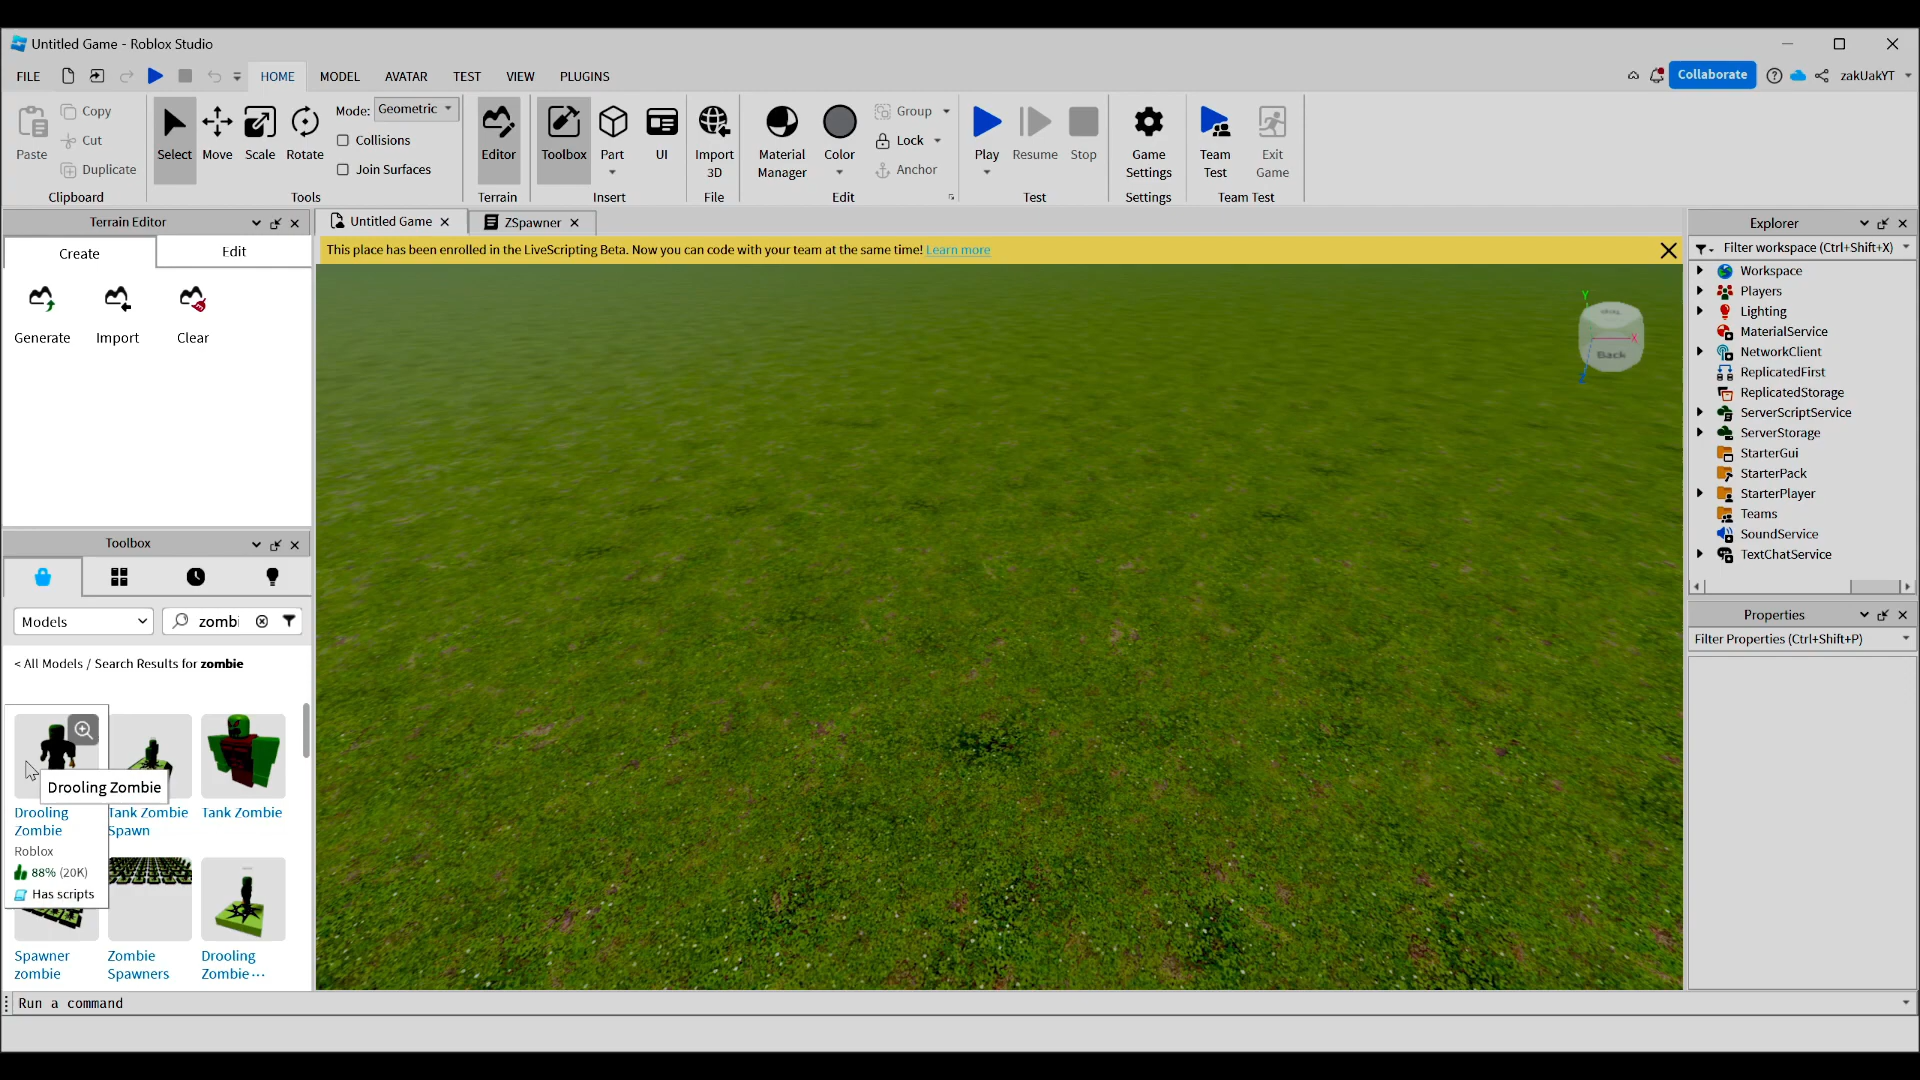 Untitled Game - Roblox Studio
FILE HOME MODEL AVATAR TEST VIEW PLUGINS Collaborate zakUakYT
Paste Copy Cut Duplicate Clipboard
Select Move Scale Rotate Mode: Geometric Collisions Join Surfaces Tools
Editor Terrain
Toolbox Part UI Insert
Import 3D File
Material Manager Color Group Lock Anchor Edit
Play Resume Stop Test
Game Settings Settings
Team Test Exit Game Team Test
Terrain Editor
Create Edit
Generate Import Clear
Untitled Game ZSpawner
This place has been enrolled in the LiveScripting Beta. Now you can code with your team at the same time! Learn more
Y
X
Back
Toolbox
Models zombi
< All Models / Search Results for zombie
Drooling Zombie
Drooling Zombie
Roblox
88% (20K)
Has scripts
Tank Zombie Spawn
Tank Zombie
Spawner zombie
Zombie Spawners
Drooling Zombie...
Explorer
Filter workspace (Ctrl+Shift+X)
Workspace
Players
Lighting
MaterialService
NetworkClient
ReplicatedFirst
ReplicatedStorage
ServerScriptService
ServerStorage
StarterGui
StarterPack
StarterPlayer
Teams
SoundService
TextChatService
Properties
Filter Properties (Ctrl+Shift+P)
Run a command